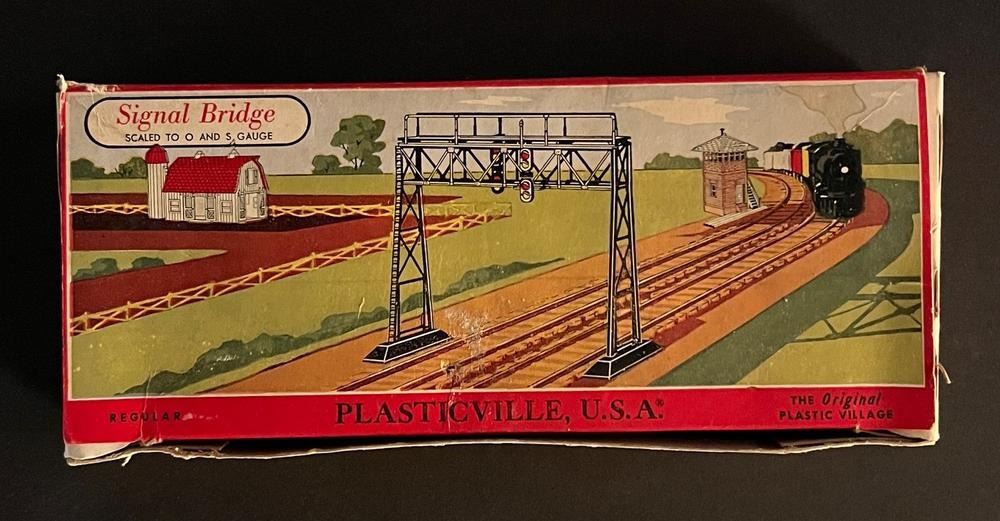 Signal Bridge
SCALED TO O AND S GAUGE
REGULAR
PLASTICVILLE, U.S.A.®
THE Original
PLASTIC VILLAGE